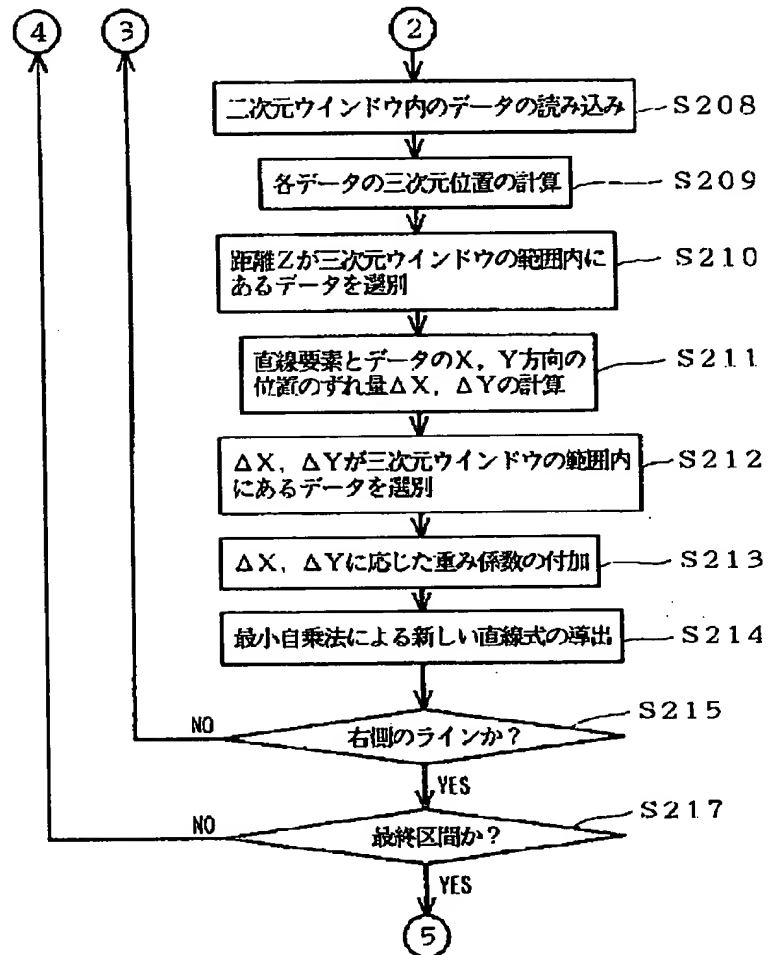 ④ ③ ②
二次元ウインドウ内のデータの読み込み S208
各データの三次元位置の計算 S209
距離Zが三次元ウインドウの範囲内に S210
あるデータを選別
直線要素とデータのX，Y方向の S211
位置のずれ量ΔX，ΔYの計算
ΔX，ΔYが三次元ウインドウの範囲内 S212
にあるデータを選別
ΔX，ΔYに応じた重み係数の付加 S213
最小自乗法による新しい直線式の導出 S214
S215
NO 右側のラインか？
YES
S217
NO 最終区間か？
YES
⑤